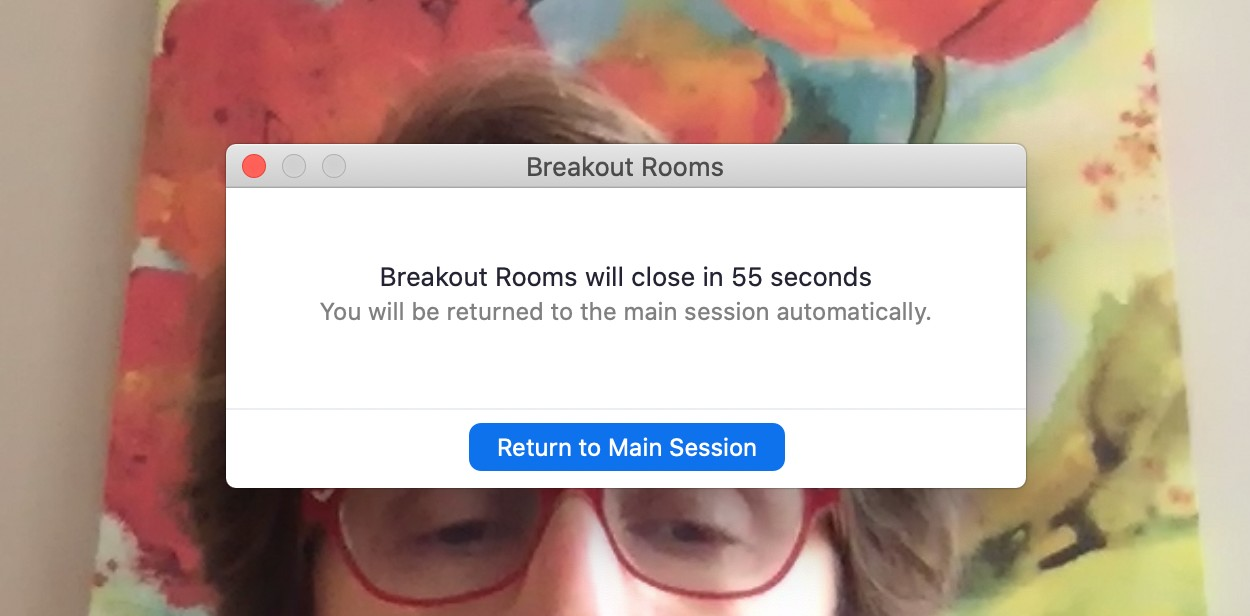 Breakout Rooms
Breakout Rooms will close in 55 seconds
You will be returned to the main session automatically.
Return to Main Session